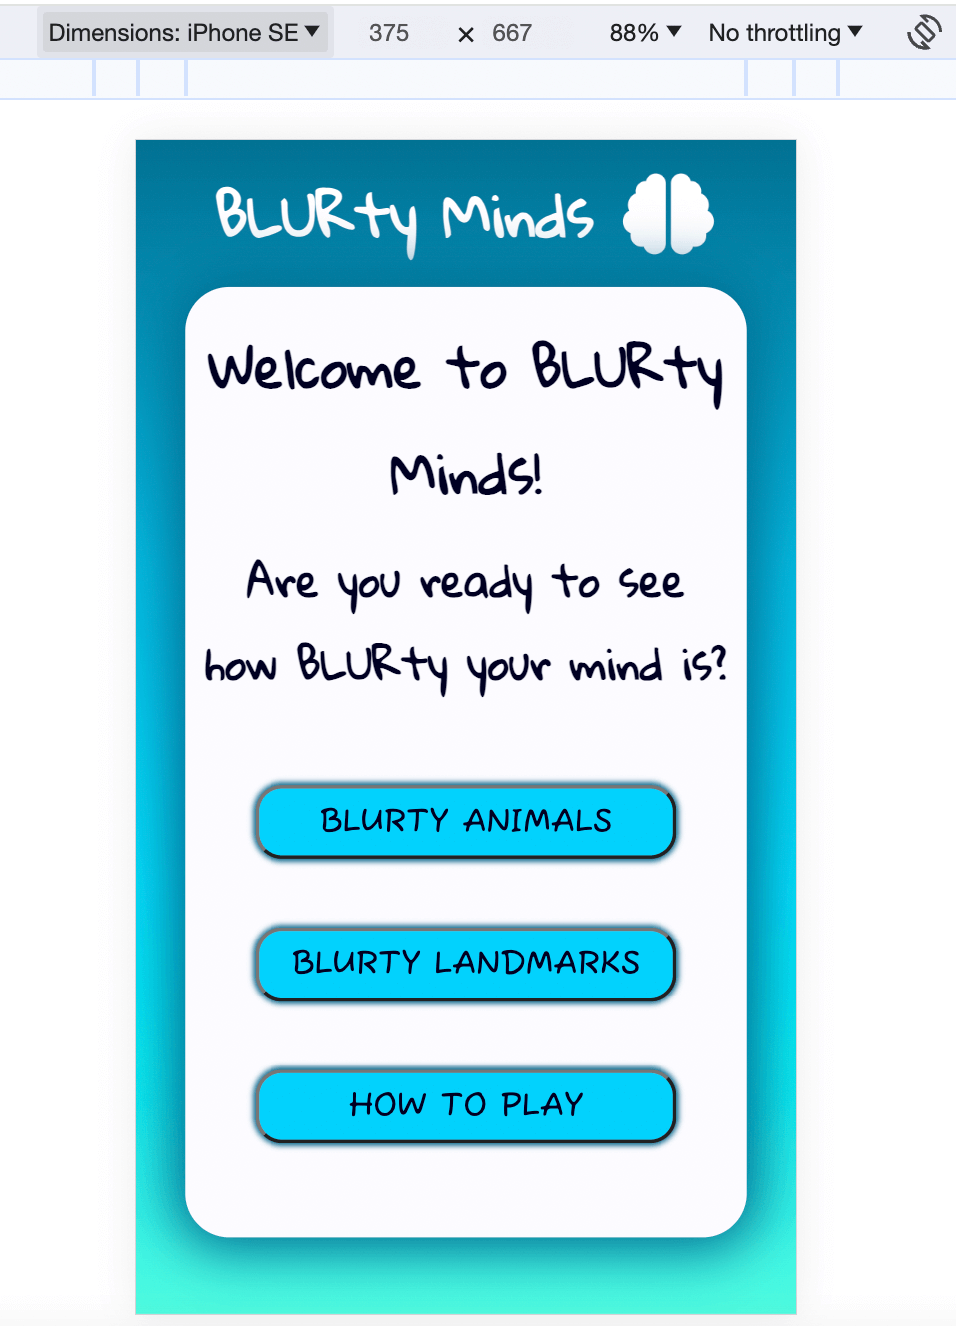 Dimensions: iPhone SE ▼ 375 × 667 88% ▼ No throttling ▼
BLURty Minds
Welcome to BLURty
Minds!
Are you ready to see
how BLURty your mind is?
BLURTY ANIMALS
BLURTY LANDMARKS
HOW TO PLAY